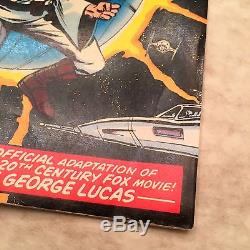 OFFICIAL ADAPTATION OF
20TH CENTURY FOX MOVIE!
GEORGE LUCAS